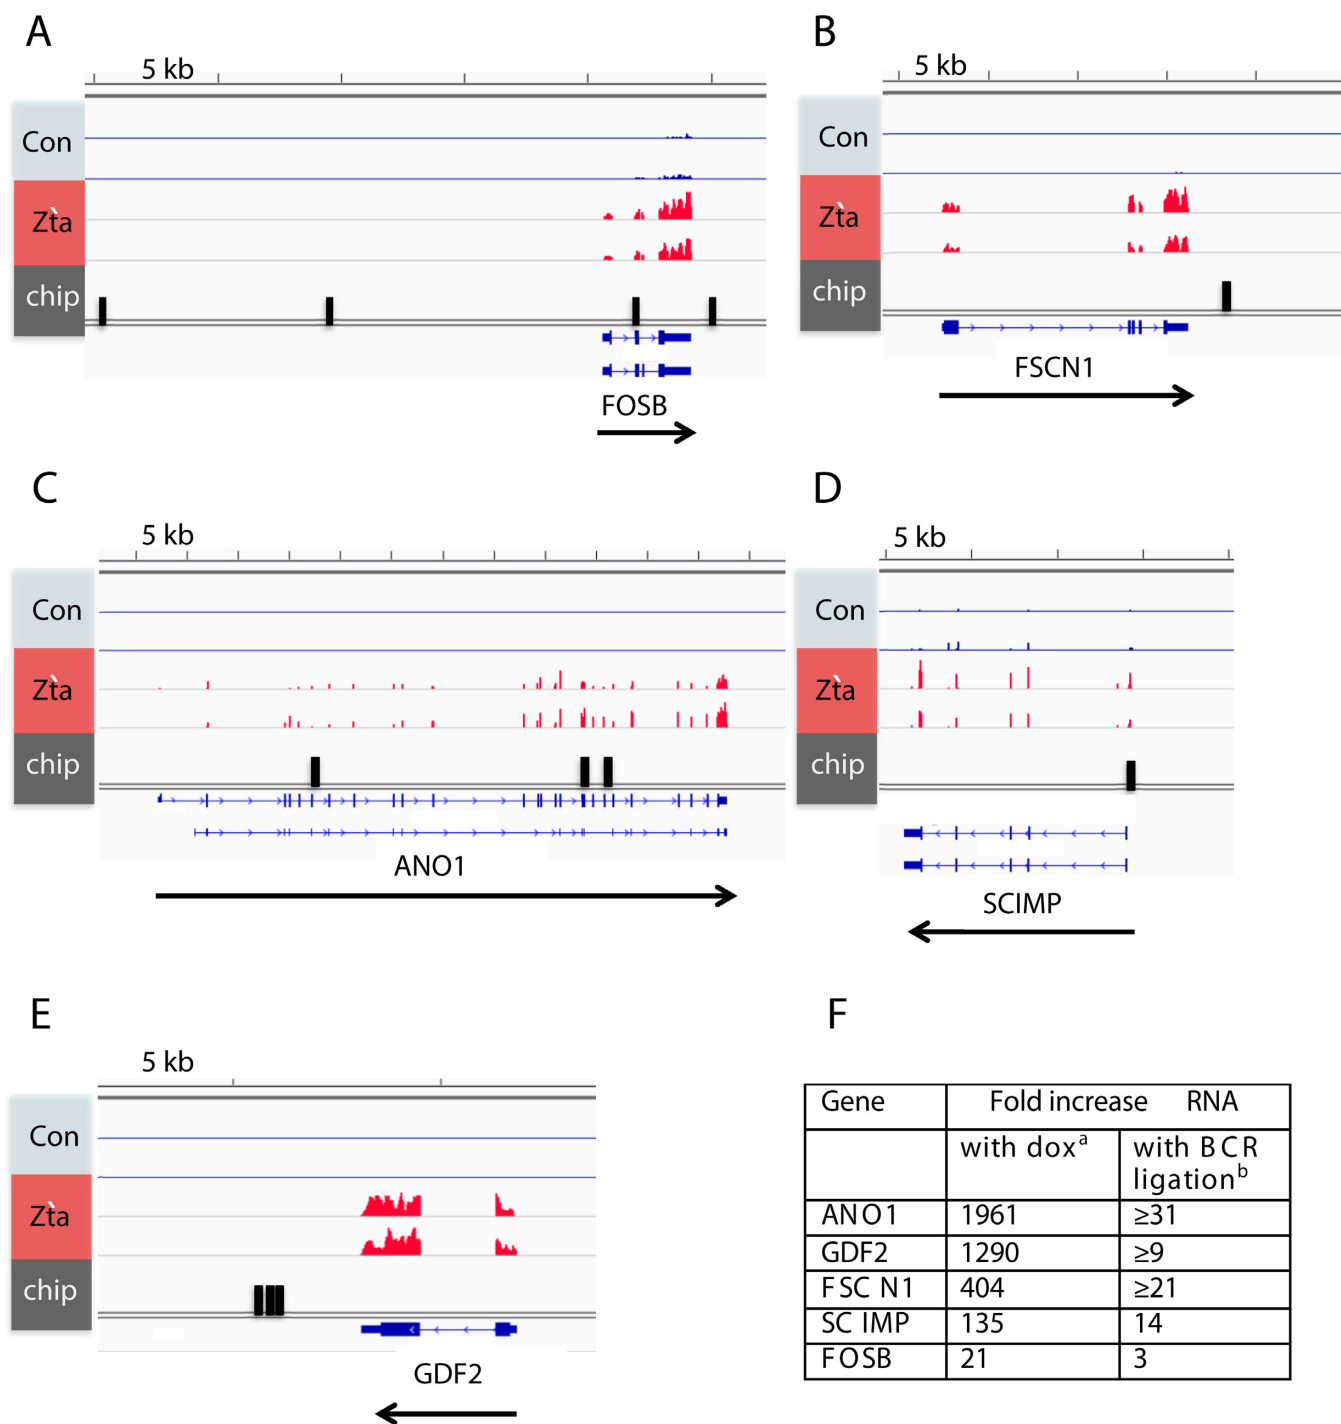 A
5 kb
Con
Zta
chip
FOSB
B
5 kb
Con
Zta
chip
FSCN1
C
5 kb
Con
Zta
chip
ANO1
D
5 kb
Con
Zta
chip
SCIMP
E
5 kb
Con
Zta
chip
GDF2
F
Gene Fold increase RNA
with doxª with BCR
ligationᵇ
ANO1 1961 ≥31
GDF2 1290 ≥9
FSC N1 404 ≥21
SC IMP 135 14
FOSB 21 3